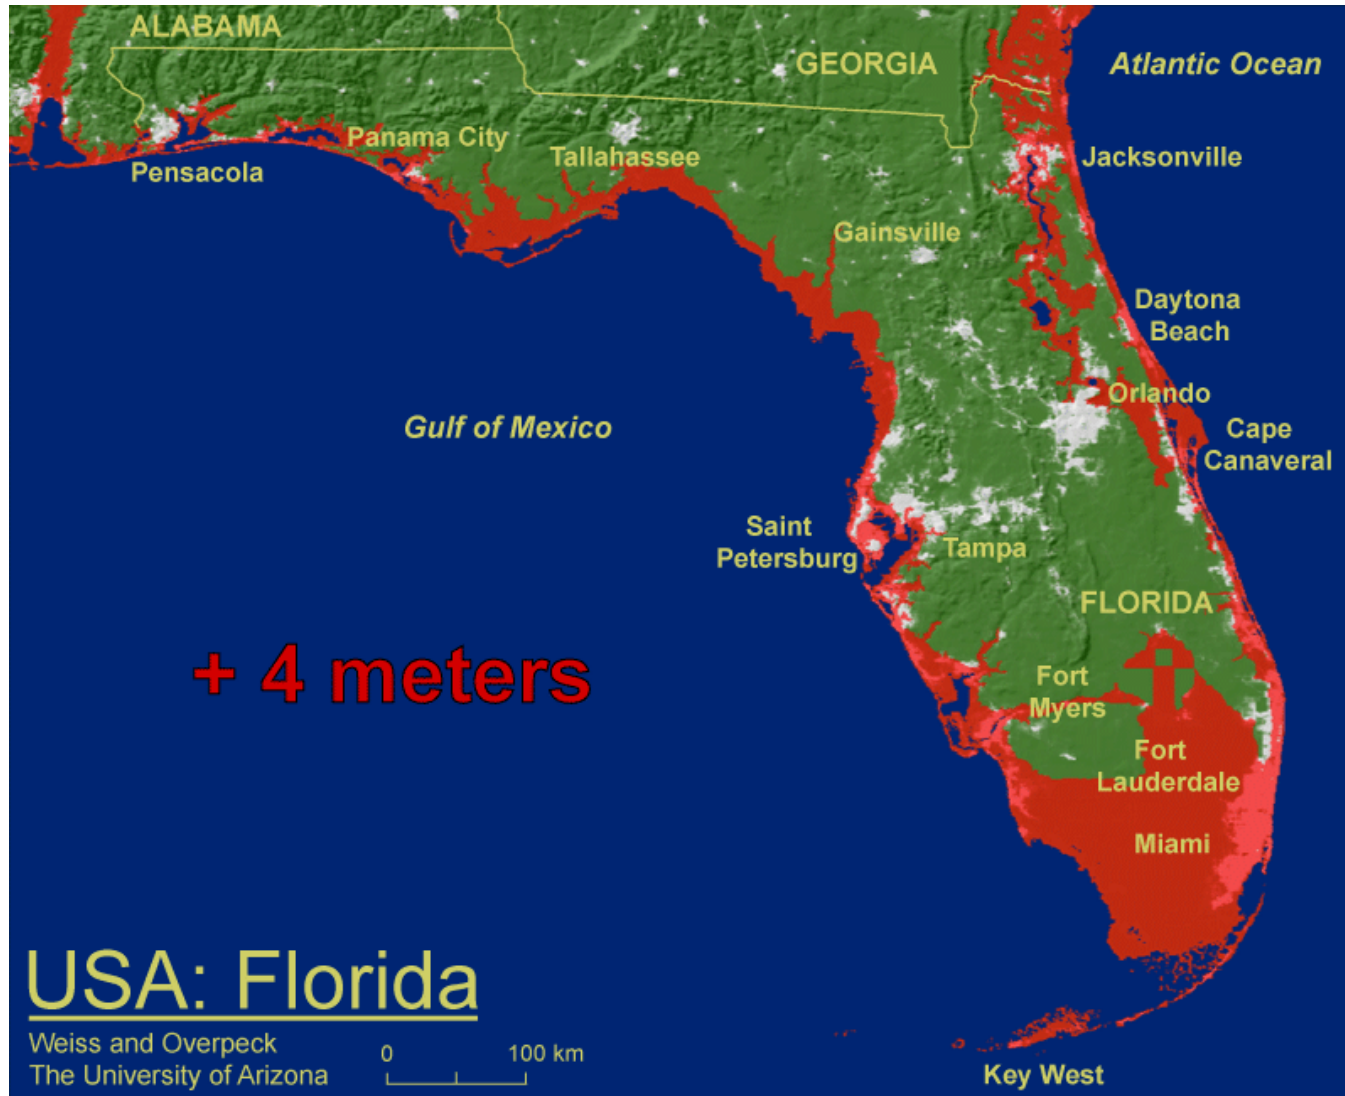 ALABAMA
GEORGIA
Atlantic Ocean
Panama City
Tallahassee
Jacksonville
Pensacola
Gainsville
Daytona
Beach
Orlando
Gulf of Mexico
Cape
Canaveral
Saint
Petersburg
Tampa
FLORIDA
+ 4 meters
Fort
Myers
Fort
Lauderdale
Miami
USA: Florida
Weiss and Overpeck
The University of Arizona
0 100 km
Key West